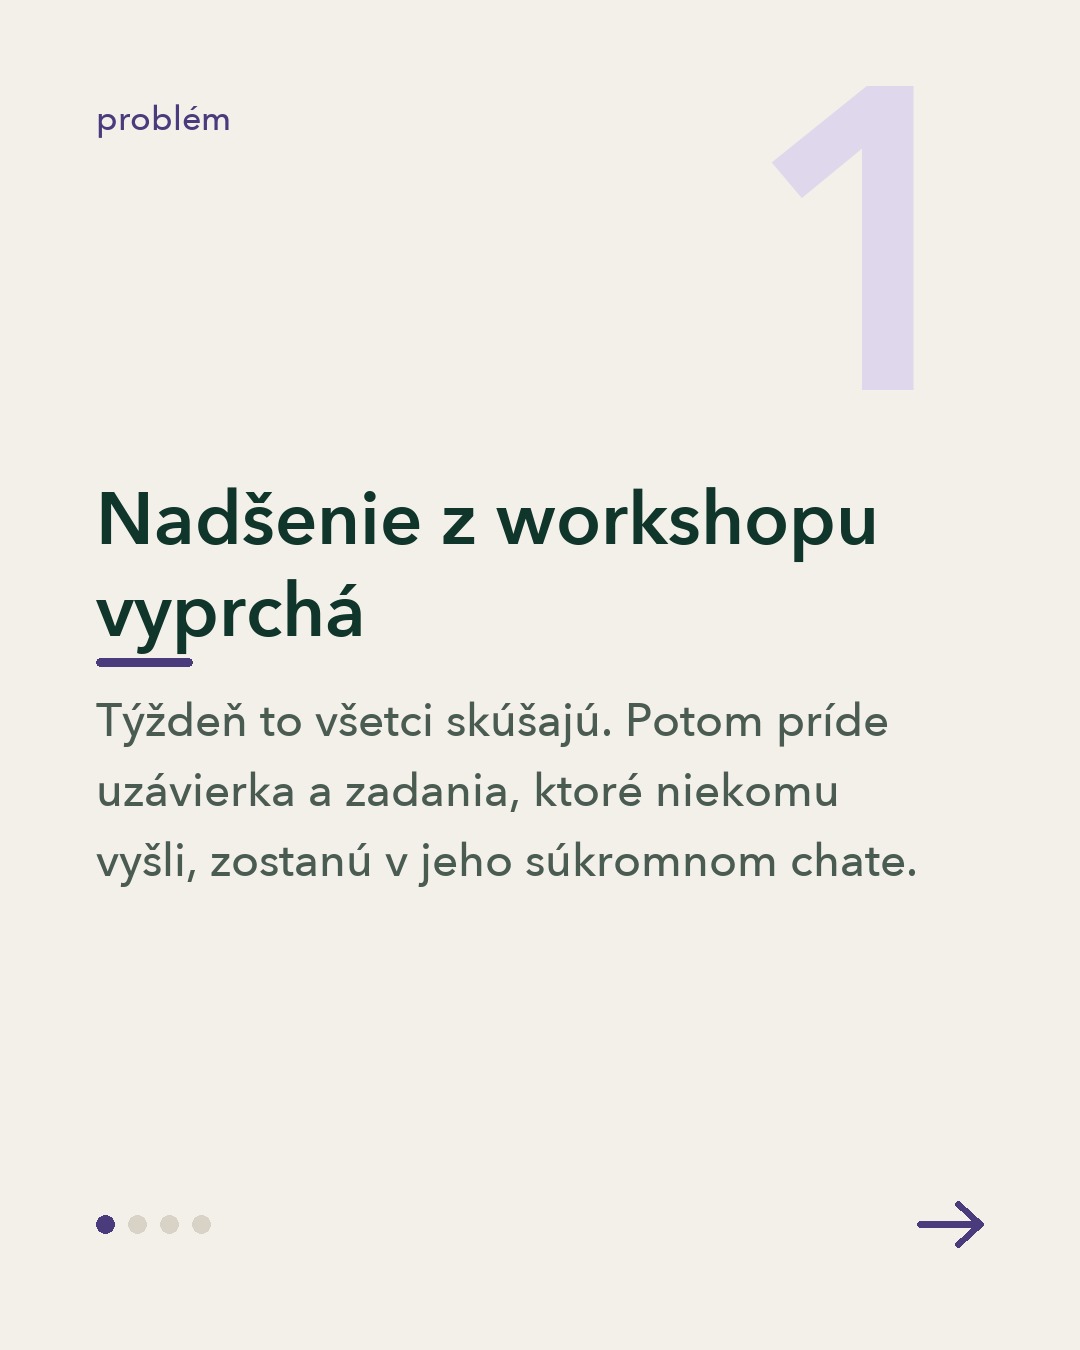 problém
1
Nadšenie z workshopu
vyprchá
Týždeň to všetci skúšajú. Potom príde
uzávierka a zadania, ktoré niekomu
vyšli, zostanú v jeho súkromnom chate.